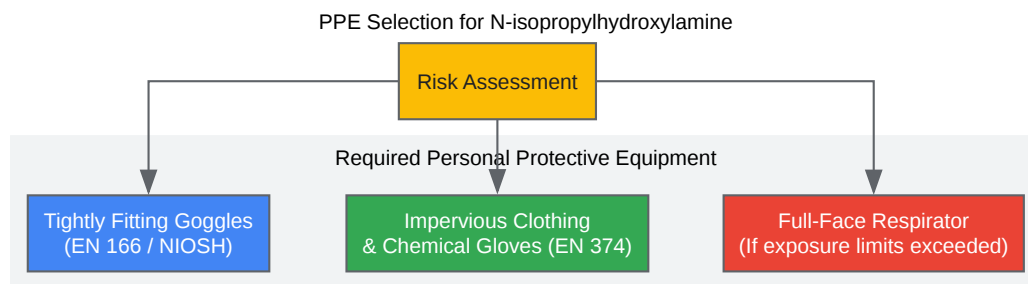 PPE Selection for N-isopropylhydroxylamine
Risk Assessment
Required Personal Protective Equipment
Tightly Fitting Goggles
(EN 166 / NIOSH)
Impervious Clothing
& Chemical Gloves (EN 374)
Full-Face Respirator
(If exposure limits exceeded)